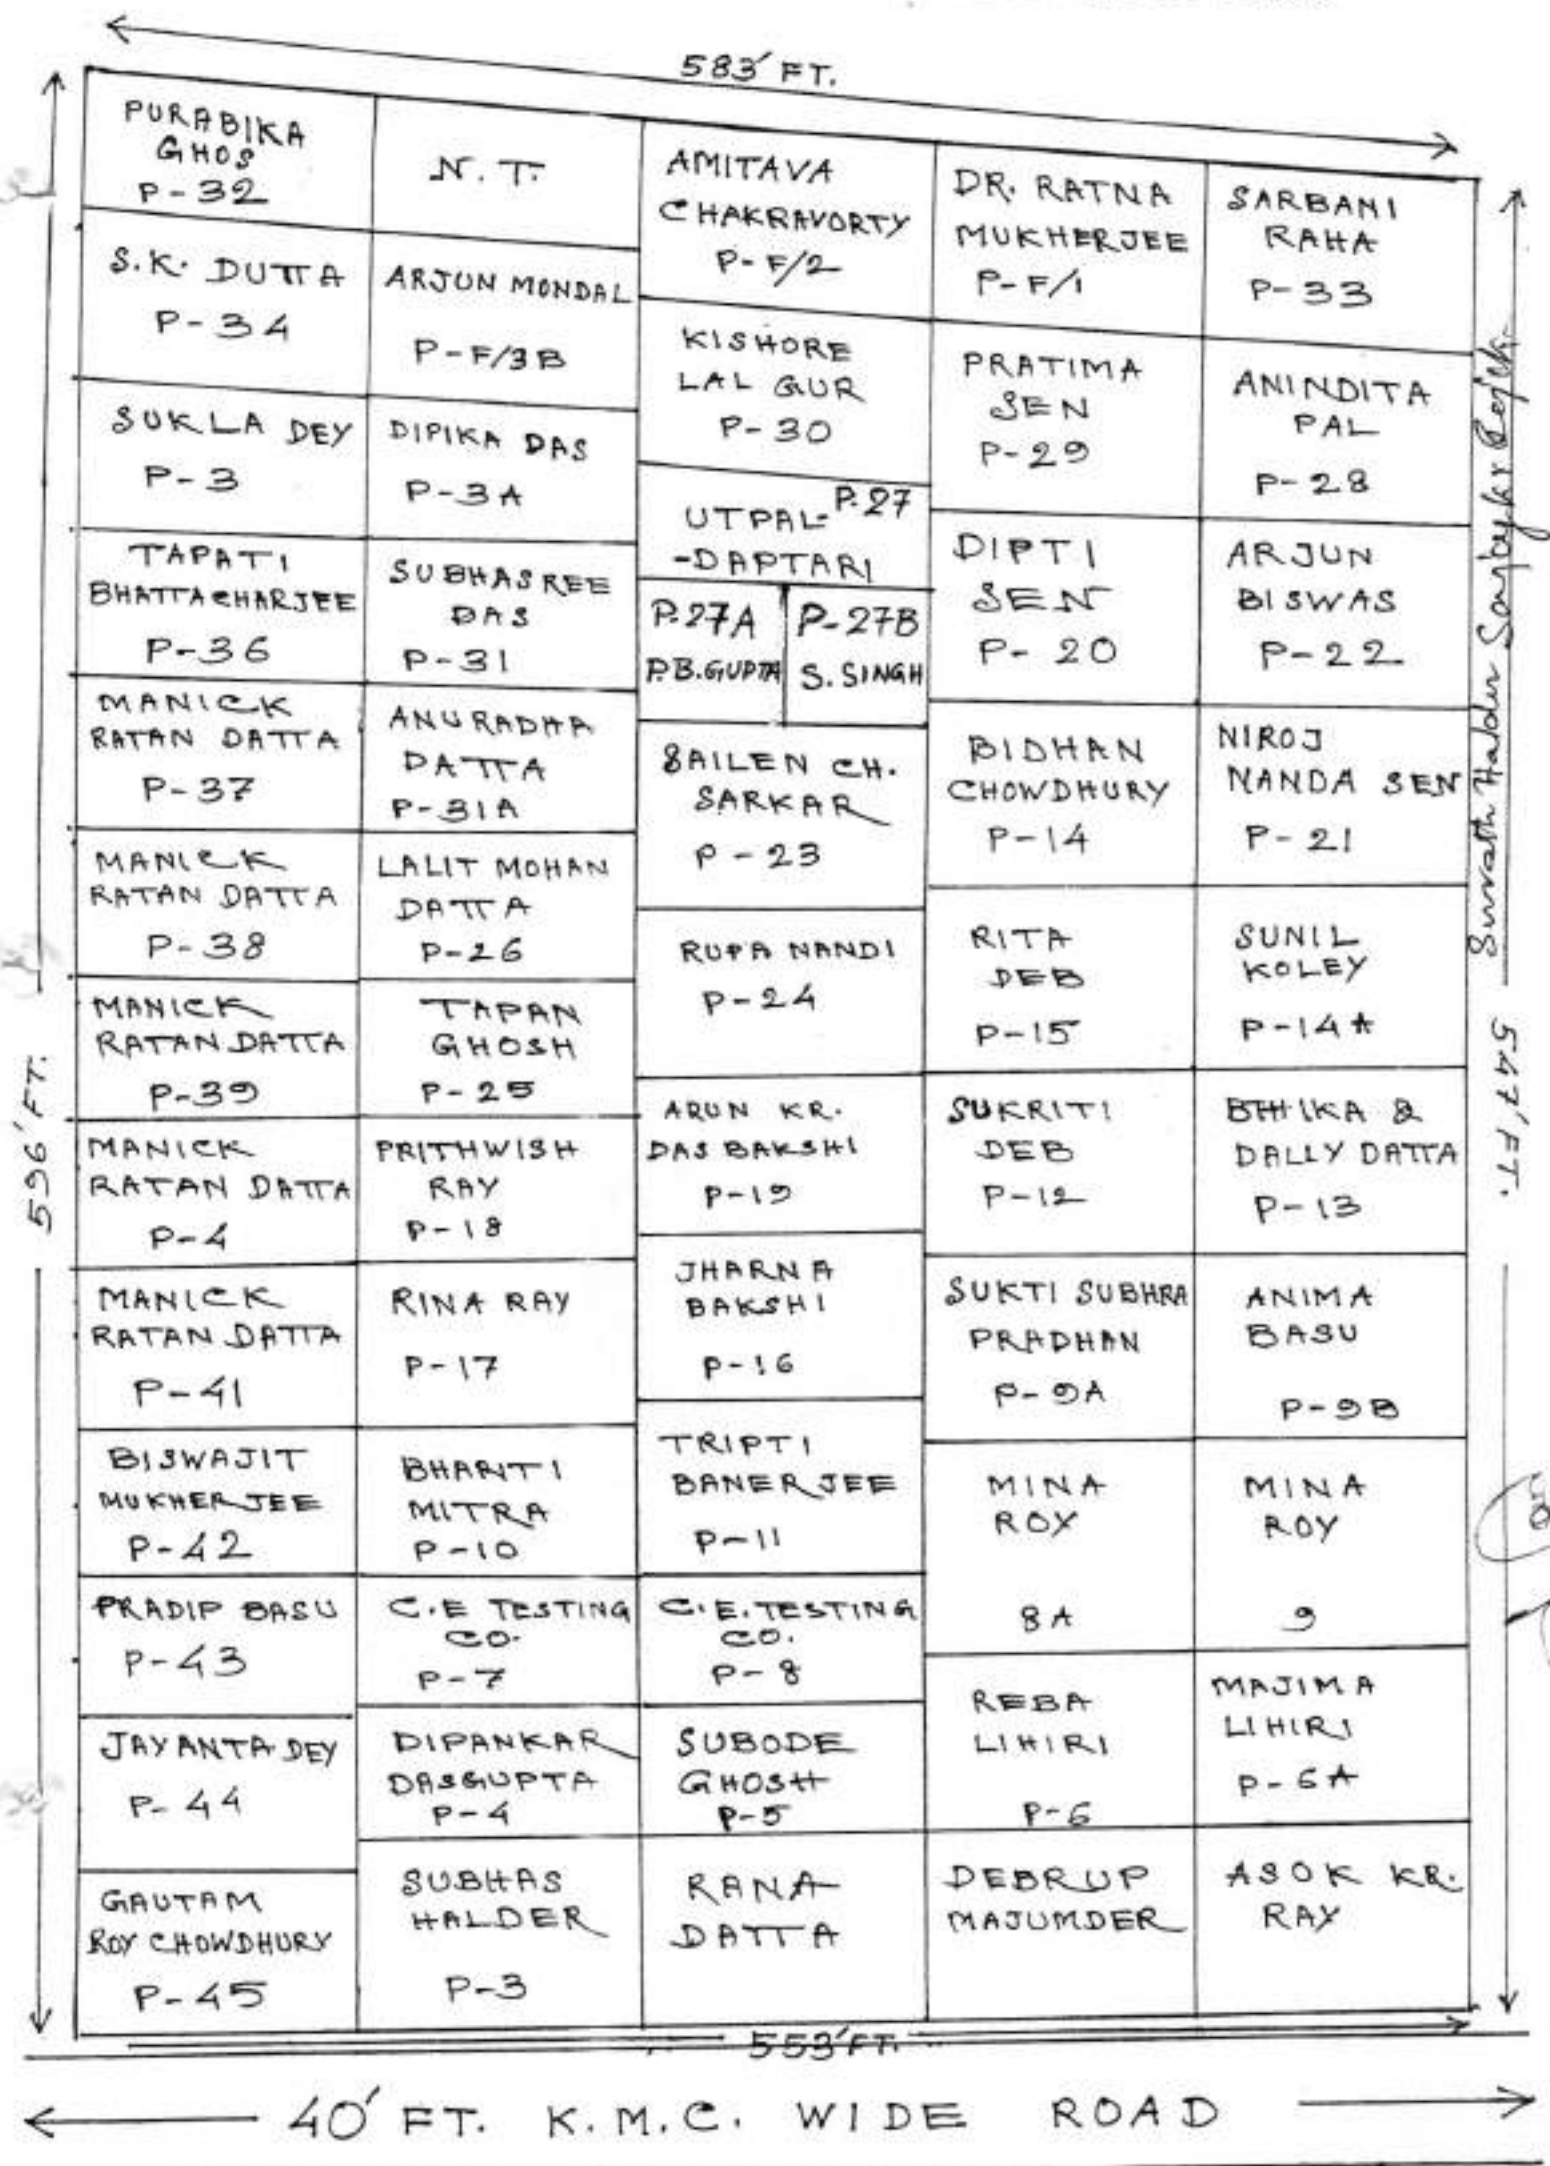 583' FT.
PURABIKA
GHOS
P-32
N.T.
AMITAVA
CHAKRAVORTY
P-F/2
DR. RATNA
MUKHERJEE
P-F/1
SARBANI
RAHA
P-33
S.K. DUTTA
P-34
ARJUN MONDAL
P-F/3B
KISHORE
LAL GUR
P-30
PRATIMA
SEN
P-29
ANINDITA
PAL
P-28
SUKLA DEY
P-3
DIPIKA DAS
P-3A
P.27
UTPAL-
-DAPTARI
DIPTI
SEN
P-20
ARJUN
BISWAS
P-22
TAPATI
BHATTACHARJEE
P-36
SUBHASREE
DAS
P-31
P.27A
P.B.GUPTA
P-27B
S. SINGH
MANICK
RATAN DATTA
P-37
ANURADHA
DATTA
P-31A
SAILEN CH.
SARKAR
P-23
BIDHAN
CHOWDHURY
P-14
NIROJ
NANDA SEN
P-21
MANICK
RATAN DATTA
P-38
LALIT MOHAN
DATTA
P-26
RUPA NANDI
P-24
RITA
DEB
P-15
SUNIL
KOLEY
P-14A
MANICK
RATAN DATTA
P-39
TAPAN
GHOSH
P-25
ARUN KR.
DAS BAKSHI
P-19
SUKRITI
DEB
P-12
BTHIKA &
DALLY DATTA
P-13
MANICK
RATAN DATTA
P-4
PRITHWISH
RAY
P-18
JHARNA
BAKSHI
P-16
SUKTI SUBHRA
PRADHAN
P-9A
ANIMA
BASU
P-9B
MANICK
RATAN DATTA
P-41
RINA RAY
P-17
TRIPTI
BANERJEE
P-11
MINA
ROY
8A
MINA
ROY
9
BISWAJIT
MUKHERJEE
P-42
BHARTI
MITRA
P-10
C.E. TESTING
CO.
P-8
REBA
LIHIRI
P-6
MAJIMA
LIHIRI
P-6A
PRADIP BASU
P-43
C.E TESTING
CO.
P-7
SUBODE
GHOSH
P-5
DEBRUP
MAJUMDER
ASOK KR.
RAY
JAYANTA DEY
P-44
DIPANKAR
DASGUPTA
P-4
RANA
DATTA
GAUTAM
ROY CHOWDHURY
P-45
SUBHAS
HALDER
P-3
596' FT.
547' FT.
Halder
553' FT.
40' FT. K.M.C. WIDE ROAD